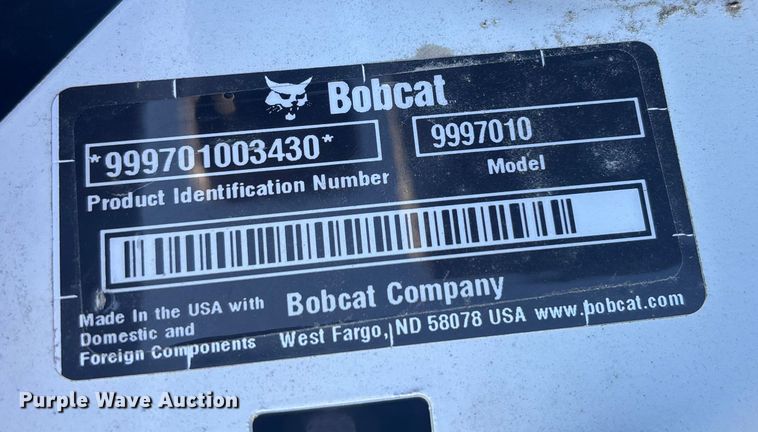 Bobcat
*999701003430*
9997010
Product Identification Number
Model
Made In the USA with
Domestic and
Foreign Components
Bobcat Company
West Fargo, ND 58078 USA www.bobcat.com
Purple Wave Auction